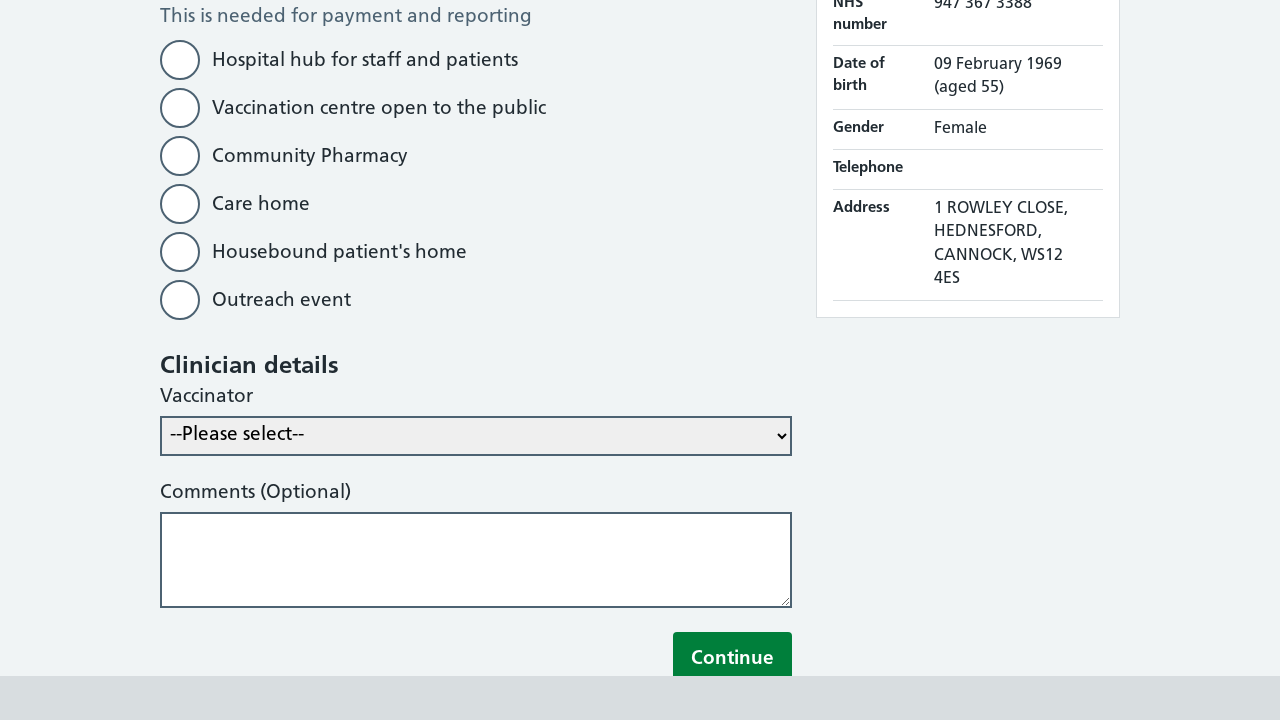 This is needed for payment and reporting
Hospital hub for staff and patients
Vaccination centre open to the public
Community Pharmacy
Care home
Housebound patient's home
Outreach event
Clinician details
Vaccinator
--Please select--
Comments (Optional)
Continue
NHS 947 367 3388
number
Date of 09 February 1969
birth (aged 55)
Gender Female
Telephone
Address 1 ROWLEY CLOSE,
HEDNESFORD,
CANNOCK, WS12
4ES